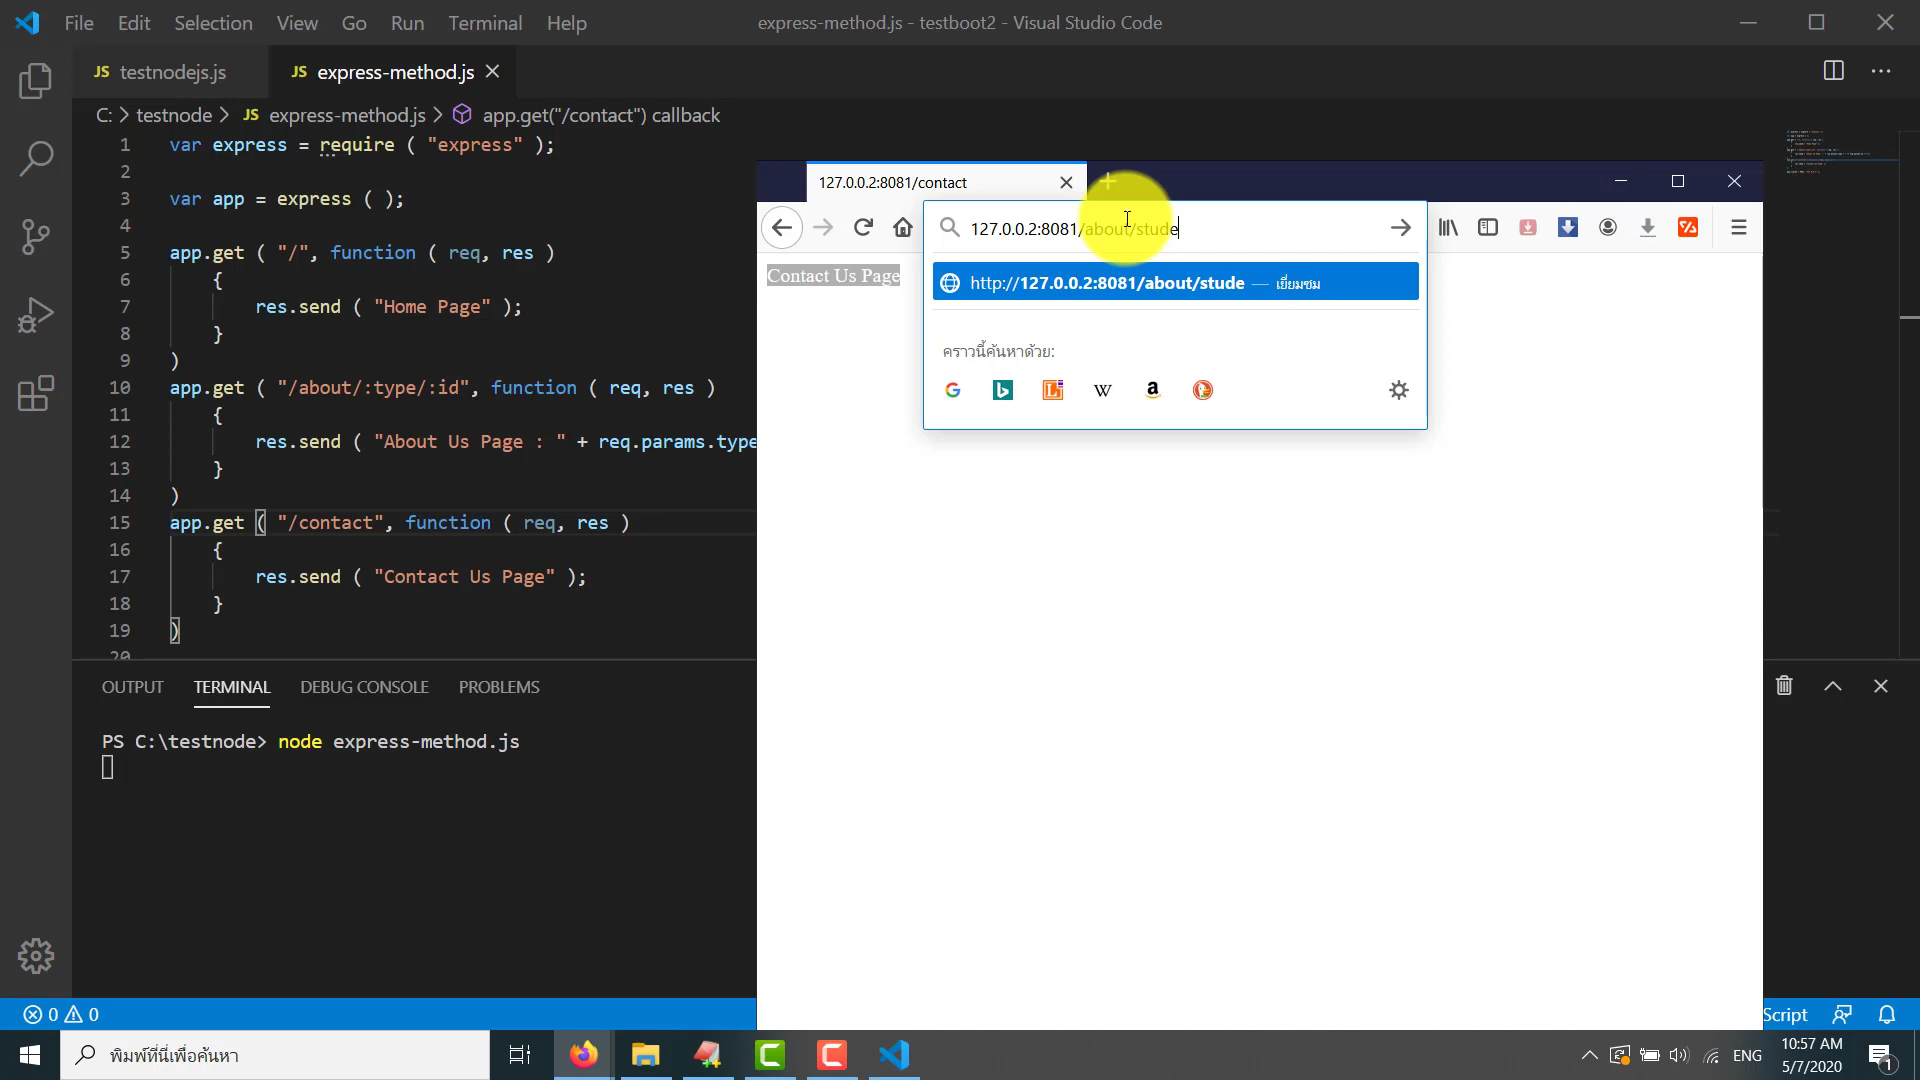 File Edit Selection View Go Run Terminal Help
express-method.js - testboot2 - Visual Studio Code
JS testnodejs.js JS express-method.js
C: > testnode > JS express-method.js > app.get("/contact") callback
1 var express = require ( "express" );
2
3 var app = express ( );
4
5 app.get ( "/", function ( req, res )
6 {
7 res.send ( "Home Page" );
8 }
9 )
10 app.get ( "/about/:type/:id", function ( req, res )
11 {
12 res.send ( "About Us Page : " + req.params.type
13 }
14 )
15 app.get ( "/contact", function ( req, res )
16 {
17 res.send ( "Contact Us Page" );
18 }
19 )
20
127.0.0.2:8081/contact
127.0.0.2:8081/about/stude
Contact Us Page
http://127.0.0.2:8081/about/stude — เยี่ยมชม
คราวนี้ค้นหาด้วย:
OUTPUT TERMINAL DEBUG CONSOLE PROBLEMS
PS C:\testnode> node express-method.js
0 0
Script
พิมพ์ที่นี่เพื่อค้นหา
ENG
10:57 AM
5/7/2020
1